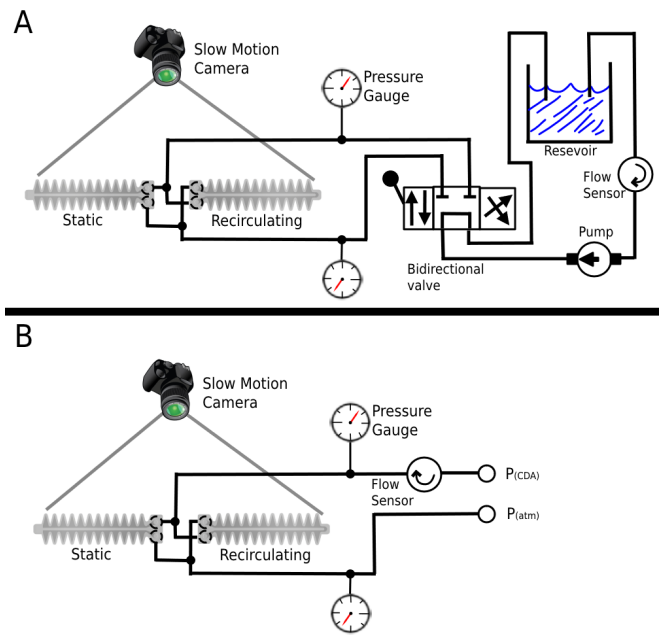 A
Slow Motion
Camera
Pressure
Gauge
Resevoir
Flow
Sensor
Static
Recirculating
Pump
Bidirectional
valve
B
Slow Motion
Camera
Pressure
Gauge
Flow
Sensor
P(CDA)
P(atm)
Static
Recirculating